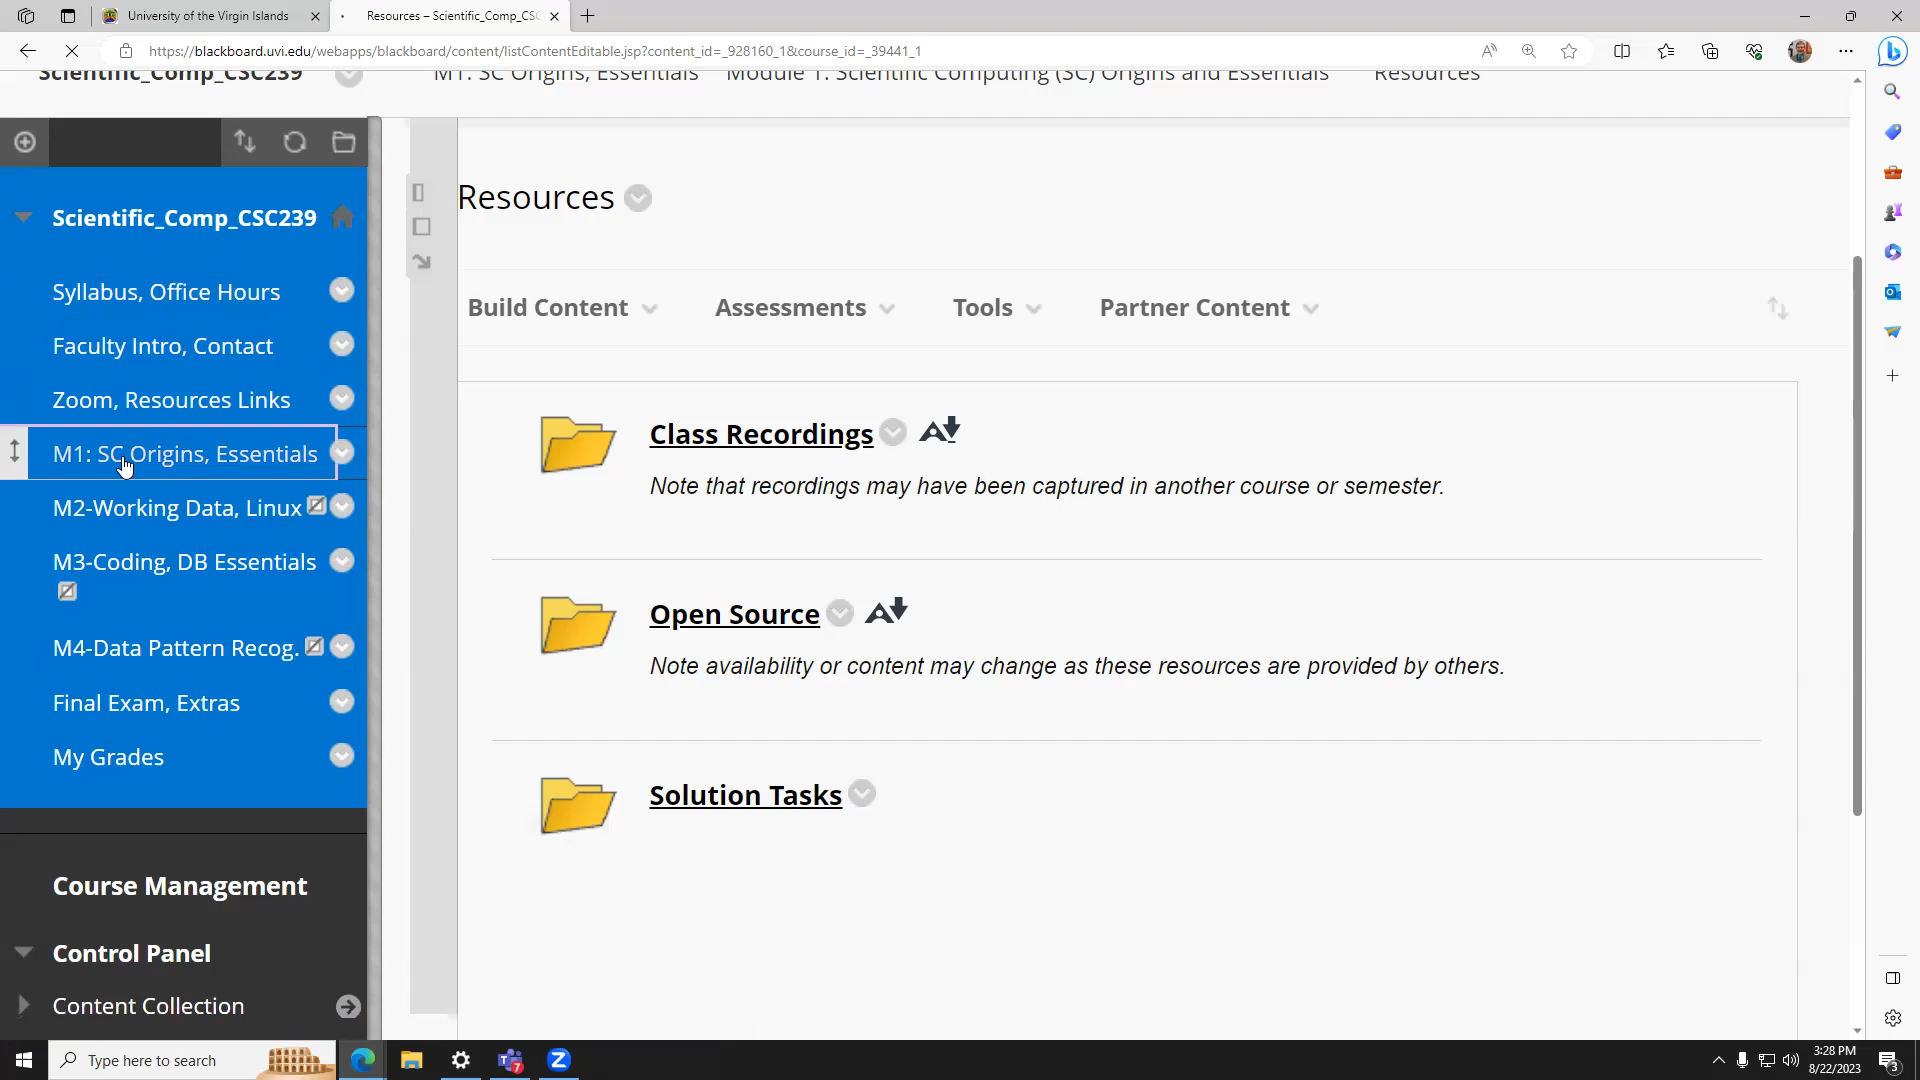 University of the Virgin Islands
Resources – Scientific_Comp_CSC
https://blackboard.uvi.edu/webapps/blackboard/content/listContentEditable.jsp?content_id=_928160_1&course_id=_39441_1
Scientific_Comp_CSC239
M1: SC Origins, Essentials
Module 1: Scientific Computing (SC) Origins and Essentials
Resources
Scientific_Comp_CSC239
Syllabus, Office Hours
Faculty Intro, Contact
Zoom, Resources Links
M1: SC Origins, Essentials
M2-Working Data, Linux
M3-Coding, DB Essentials
M4-Data Pattern Recog.
Final Exam, Extras
My Grades
Course Management
Control Panel
Content Collection
Resources
Build Content
Assessments
Tools
Partner Content
Class Recordings
Note that recordings may have been captured in another course or semester.
Open Source
Note availability or content may change as these resources are provided by others.
Solution Tasks
Type here to search
7
3:28 PM
8/22/2023
3